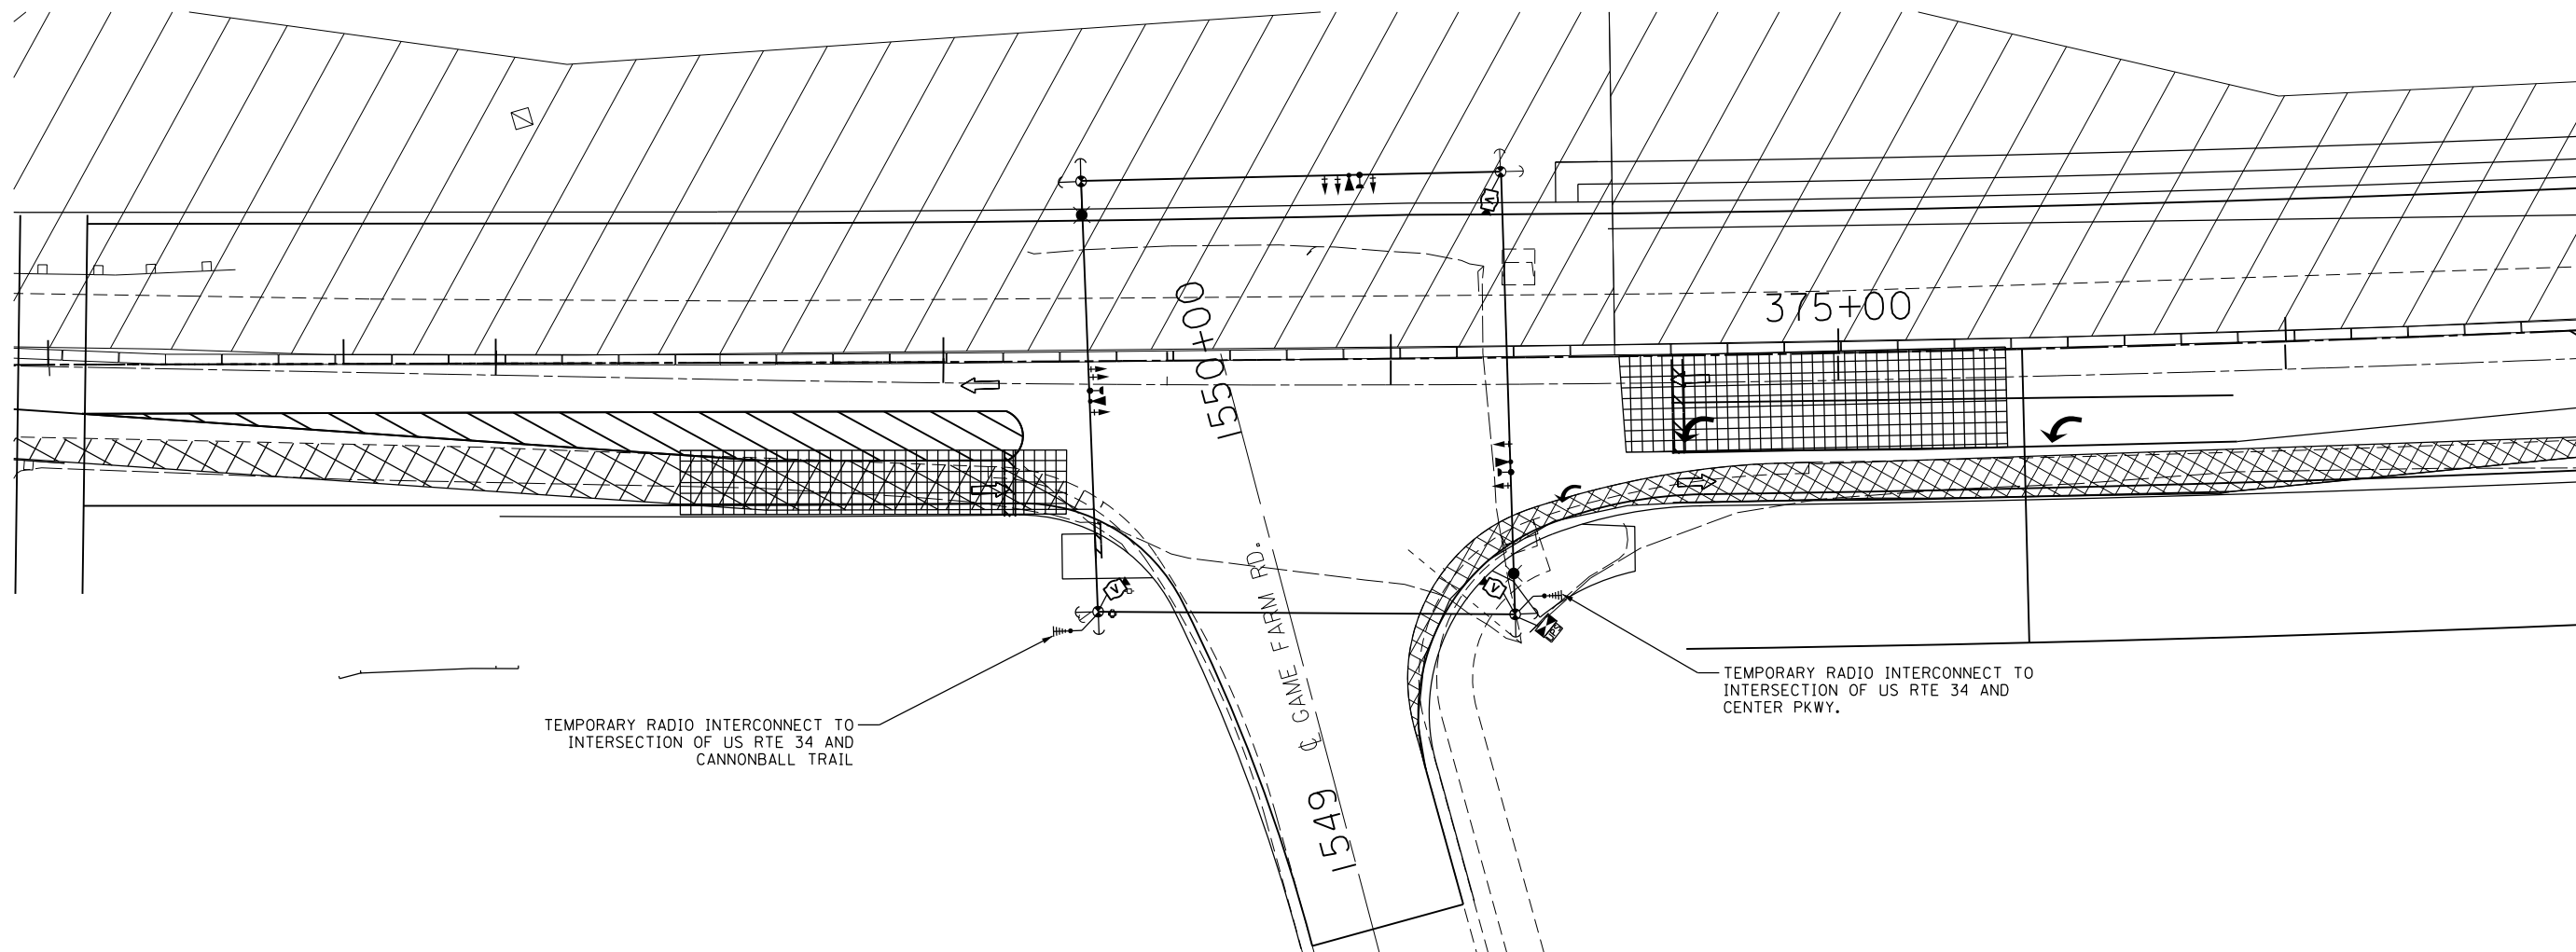 375+00
1550+00
℄ GAME FARM RD.
1549
V
V
V
TEMPORARY RADIO INTERCONNECT TO
INTERSECTION OF US RTE 34 AND
CANNONBALL TRAIL
TEMPORARY RADIO INTERCONNECT TO
INTERSECTION OF US RTE 34 AND
CENTER PKWY.